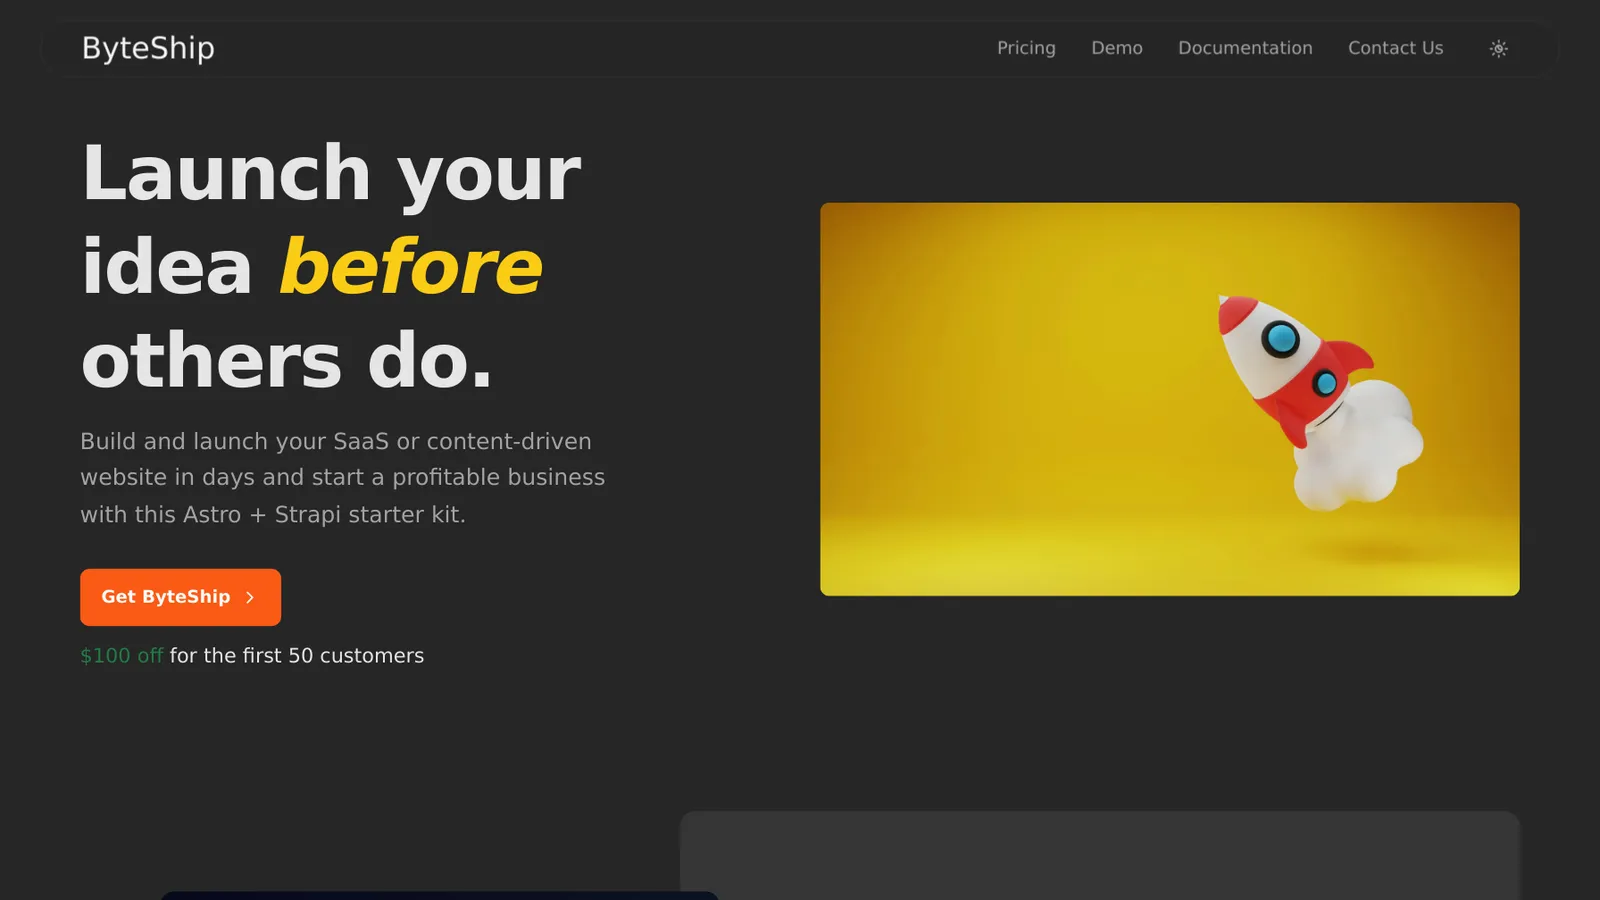 ByteShip
Pricing
Demo
Documentation
Contact Us
Launch your
idea before
others do.
Build and launch your SaaS or content-driven
website in days and start a profitable business
with this Astro + Strapi starter kit.
Get ByteShip
$100 off for the first 50 customers